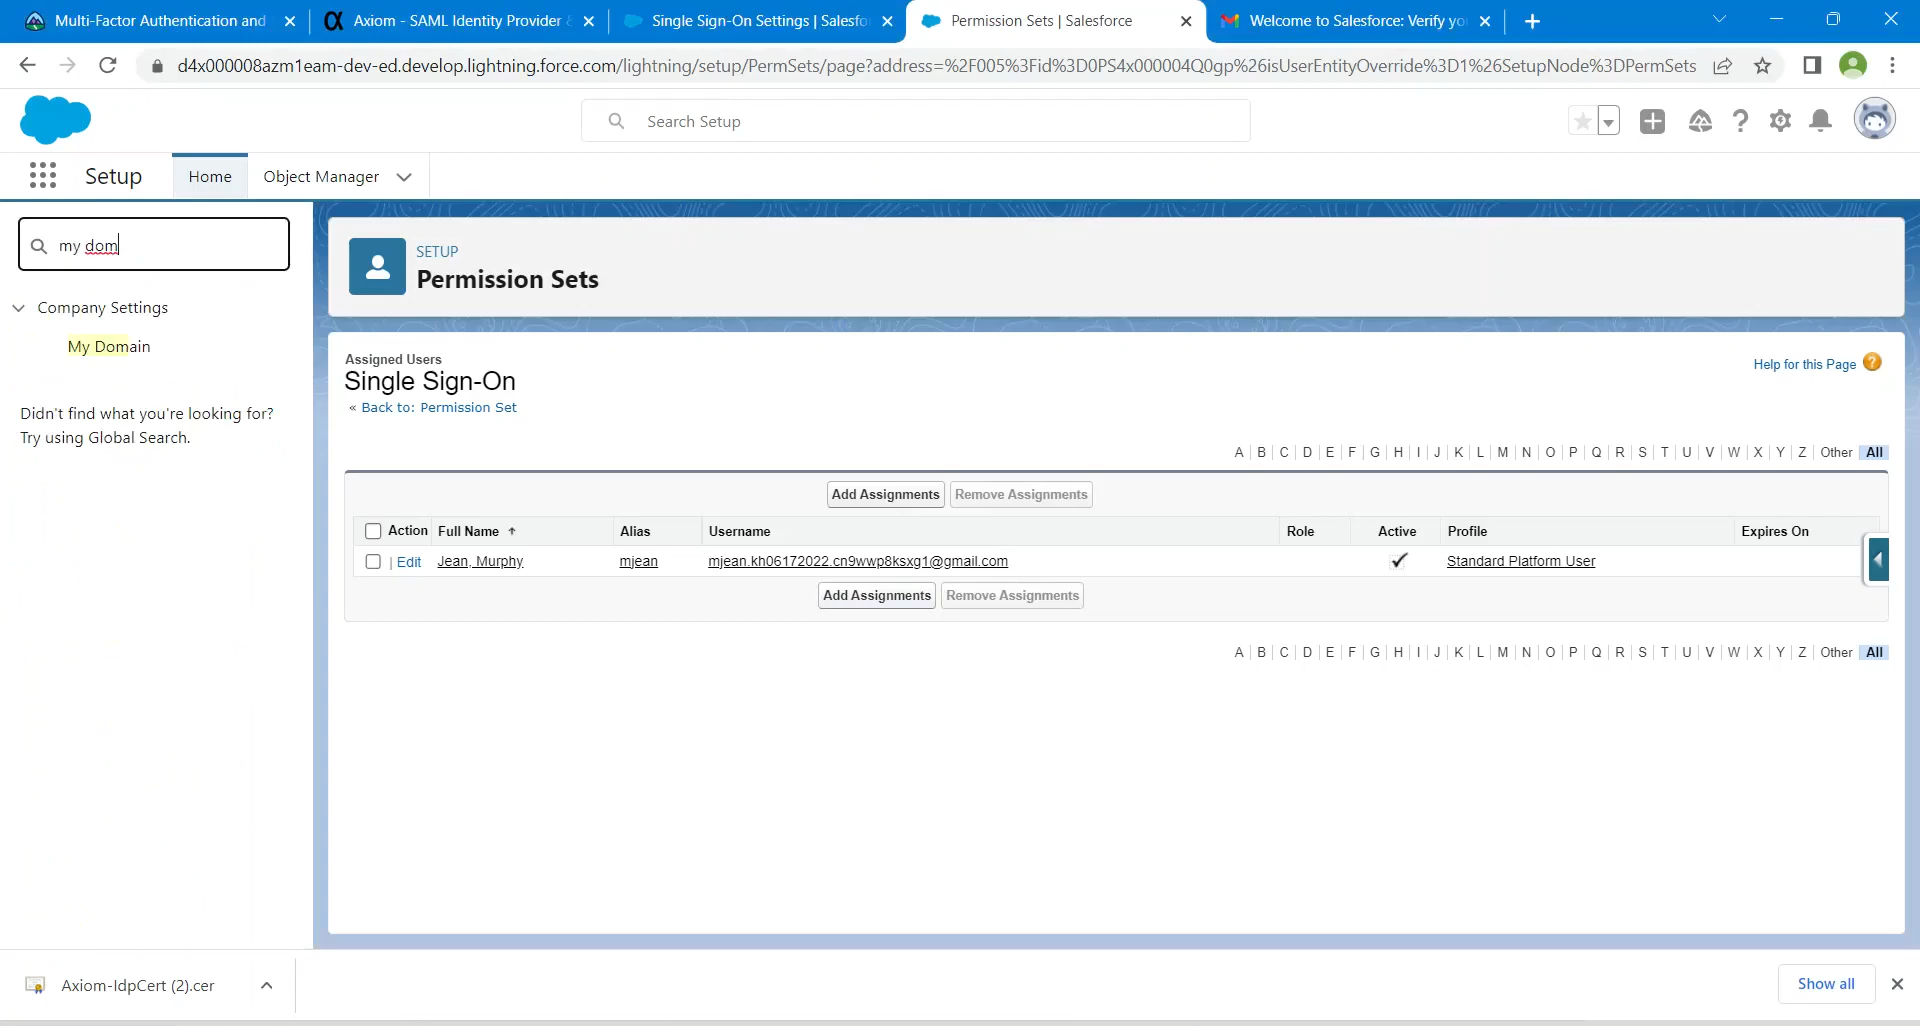 Multi-Factor Authentication and
Axiom - SAML Identity Provider &
Single Sign-On Settings | Salesfo
Permission Sets | Salesforce
Welcome to Salesforce: Verify yo
d4x000008azm1eam-dev-ed.develop.lightning.force.com/lightning/setup/PermSets/page?address=%2F005%3Fid%3D0PS4x000004Q0gp%26isUserEntityOverride%3D1%26SetupNode%3DPermSets
Search Setup
Setup
Home
Object Manager
my dom
Company Settings
My Domain
Didn't find what you're looking for?
Try using Global Search.
SETUP
Permission Sets
Assigned Users
Single Sign-On
« Back to: Permission Set
Help for this Page ?
A | B | C | D | E | F | G | H | I | J | K | L | M | N | O | P | Q | R | S | T | U | V | W | X | Y | Z | Other All
Add Assignments Remove Assignments
Action Full Name Alias Username Role Active Profile Expires On
| Edit Jean, Murphy mjean mjean.kh06172022.cn9wwp8ksxg1@gmail.com Standard Platform User
Add Assignments Remove Assignments
A | B | C | D | E | F | G | H | I | J | K | L | M | N | O | P | Q | R | S | T | U | V | W | X | Y | Z | Other All
Axiom-IdpCert (2).cer
Show all